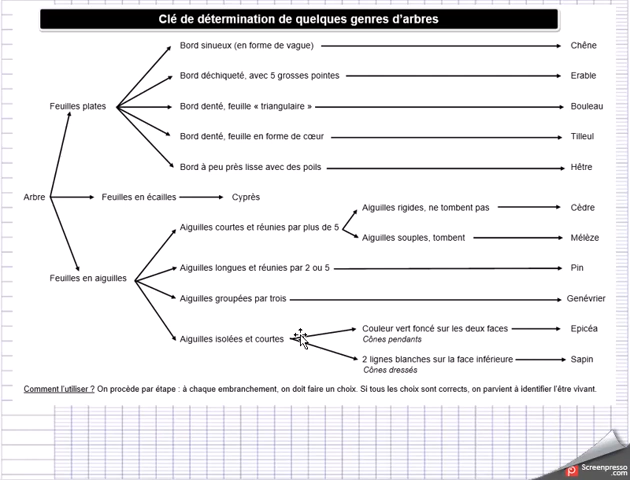 Clé de détermination de quelques genres d'arbres
Bord sinueux (en forme de vague) Chêne
Bord déchiqueté, avec 5 grosses pointes Erable
Feuilles plates Bord denté, feuille « triangulaire » Bouleau
Bord denté, feuille en forme de cœur Tilleul
Bord à peu près lisse avec des poils Hêtre
Arbre Feuilles en écailles Cyprès
Aiguilles rigides, ne tombent pas Cèdre
Aiguilles courtes et réunies par plus de 5
Aiguilles souples, tombent Mélèze
Aiguilles longues et réunies par 2 ou 5 Pin
Feuilles en aiguilles
Aiguilles groupées par trois Genévrier
Couleur vert foncé sur les deux faces Epicéa
Aiguilles isolées et courtes Cônes pendants
2 lignes blanches sur la face inférieure Sapin
Cônes dressés
Comment l'utiliser ? On procède par étape : à chaque embranchement, on doit faire un choix. Si tous les choix sont corrects, on parvient à identifier l'être vivant.
Screenpresso
.com